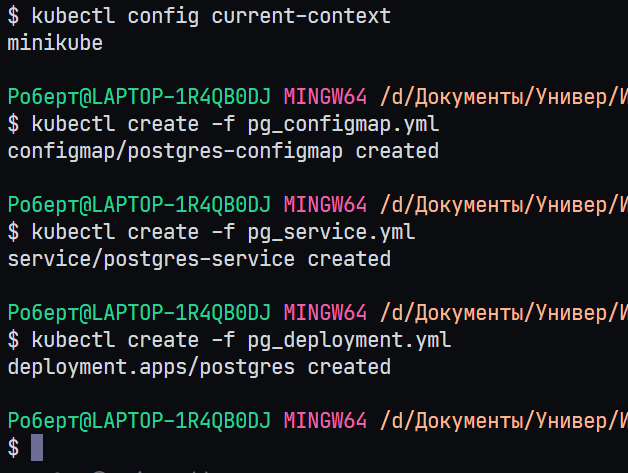 $ kubectl config current-context
minikube
Роберт@LAPTOP-1R4QB0DJ MINGW64 /d/Документы/Универ/И
$ kubectl create -f pg_configmap.yml
configmap/postgres-configmap created
Роберт@LAPTOP-1R4QB0DJ MINGW64 /d/Документы/Универ/И
$ kubectl create -f pg_service.yml
service/postgres-service created
Роберт@LAPTOP-1R4QB0DJ MINGW64 /d/Документы/Универ/И
$ kubectl create -f pg_deployment.yml
deployment.apps/postgres created
Роберт@LAPTOP-1R4QB0DJ MINGW64 /d/Документы/Универ/И
$